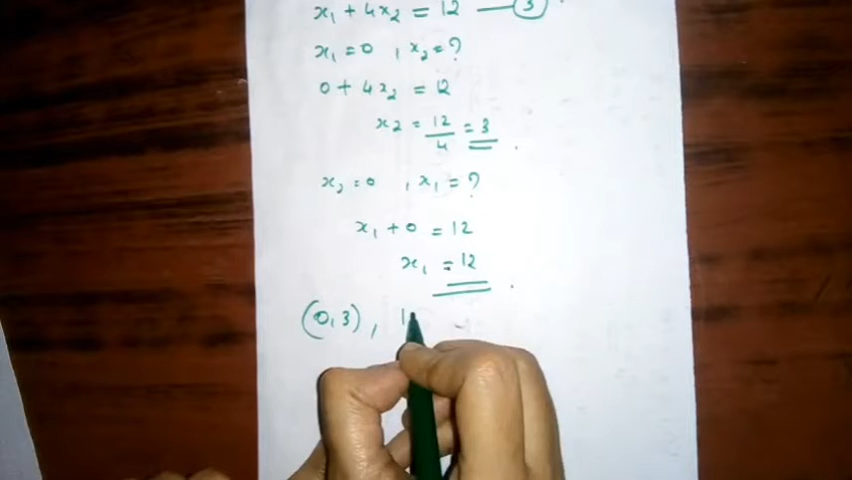 x₁ + 4x₂ = 12 —— ③
x₁ = 0 , x₂ = ?
0 + 4x₂ = 12
x₂ = 12/4 = 3 .
x₂ = 0 , x₁ = ?
x₁ + 0 = 12
x₁ = 12 .
(0,3) , 1